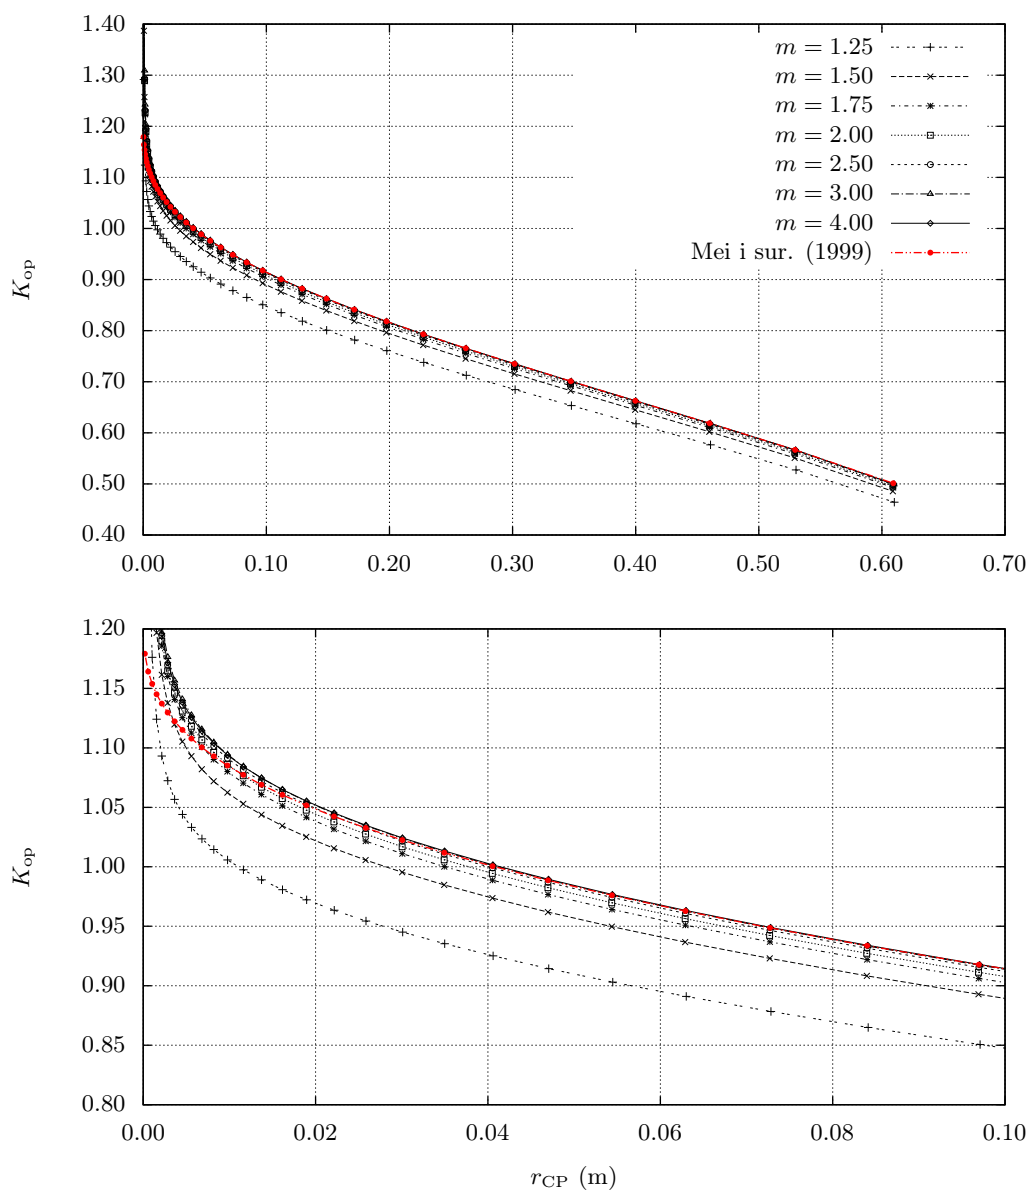 1.40
1.30
1.20
1.10
1.00
0.90
0.80
0.70
0.60
0.50
0.40
K_op
m = 1.25
m = 1.50
m = 1.75
m = 2.00
m = 2.50
m = 3.00
m = 4.00
Mei i sur. (1999)
0.00 0.10 0.20 0.30 0.40 0.50 0.60 0.70
1.20
1.15
1.10
1.05
1.00
0.95
0.90
0.85
0.80
K_op
0.00 0.02 0.04 0.06 0.08 0.10
r_CP (m)